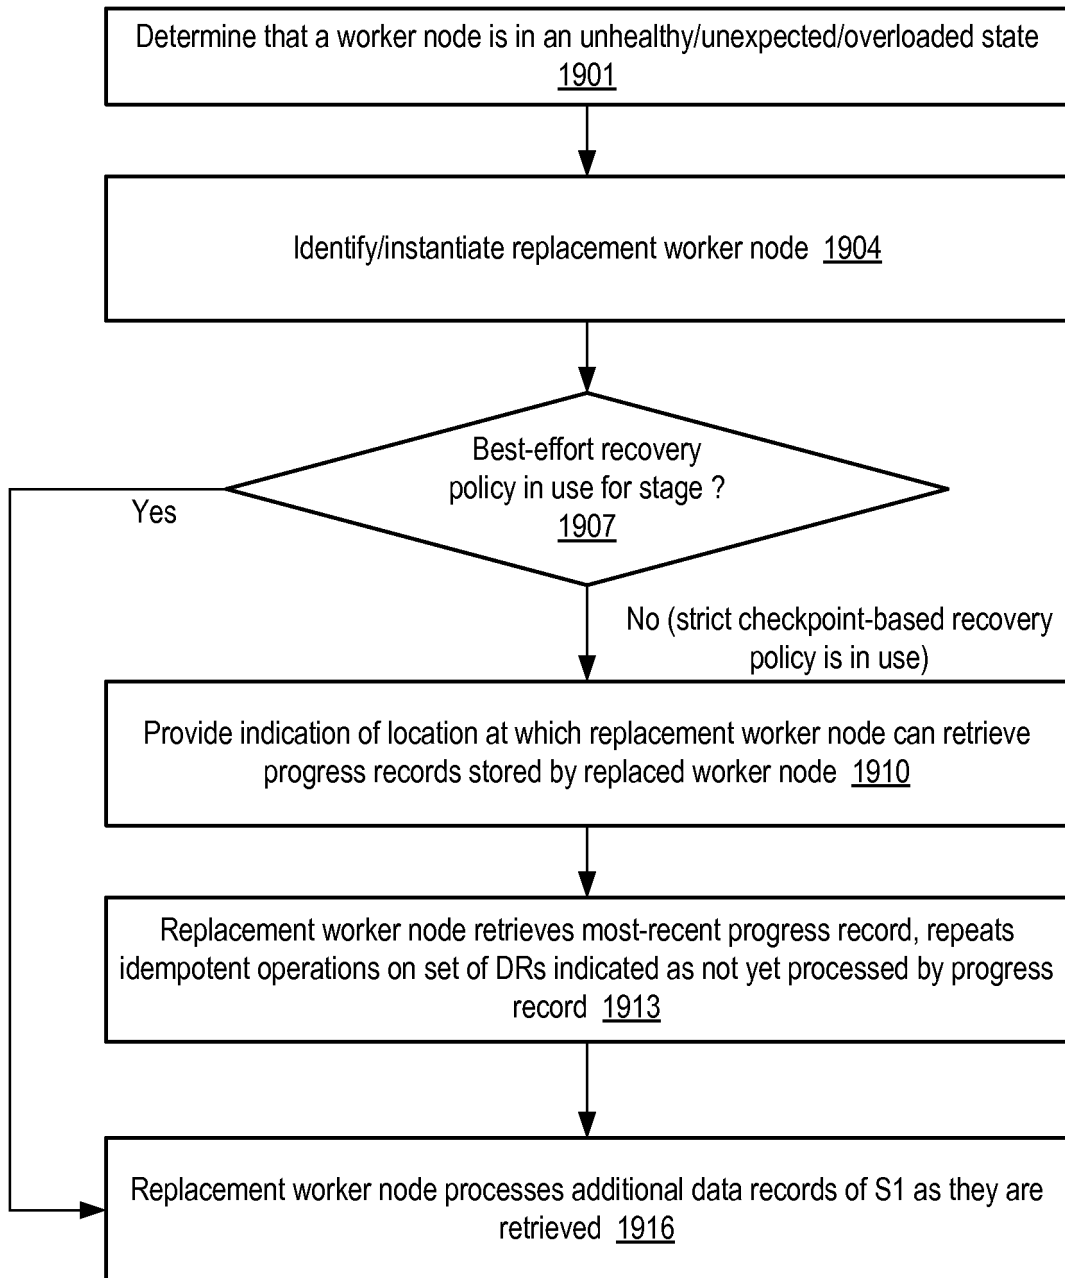 Determine that a worker node is in an unhealthy/unexpected/overloaded state
1901
Identify/instantiate replacement worker node 1904
Best-effort recovery
policy in use for stage ?
1907
Yes
No (strict checkpoint-based recovery
policy is in use)
Provide indication of location at which replacement worker node can retrieve
progress records stored by replaced worker node 1910
Replacement worker node retrieves most-recent progress record, repeats
idempotent operations on set of DRs indicated as not yet processed by progress
record 1913
Replacement worker node processes additional data records of S1 as they are
retrieved 1916